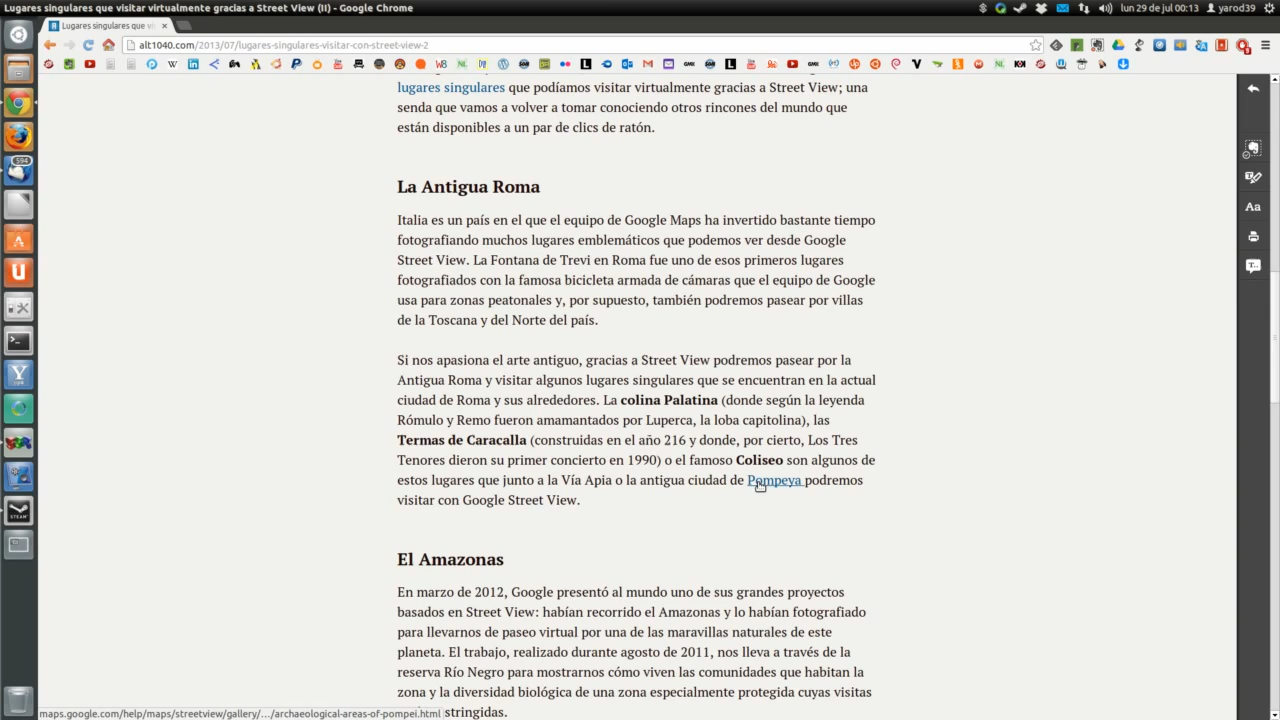 Lugares singulares que visitar virtualmente gracias a Street View (II) - Google Chrome
lun 29 de jul 00:13
yarod39
Lugares singulares que vi
alt1040.com/2013/07/lugares-singulares-visitar-con-street-view-2
594
lugares singulares que podíamos visitar virtualmente gracias a Street View; una
senda que vamos a volver a tomar conociendo otros rincones del mundo que
están disponibles a un par de clics de ratón.
La Antigua Roma
Italia es un país en el que el equipo de Google Maps ha invertido bastante tiempo
fotografiando muchos lugares emblemáticos que podemos ver desde Google
Street View. La Fontana de Trevi en Roma fue uno de esos primeros lugares
fotografiados con la famosa bicicleta armada de cámaras que el equipo de Google
usa para zonas peatonales y, por supuesto, también podremos pasear por villas
de la Toscana y del Norte del país.
Si nos apasiona el arte antiguo, gracias a Street View podremos pasear por la
Antigua Roma y visitar algunos lugares singulares que se encuentran en la actual
ciudad de Roma y sus alrededores. La colina Palatina (donde según la leyenda
Rómulo y Remo fueron amamantados por Luperca, la loba capitolina), las
Termas de Caracalla (construidas en el año 216 y donde, por cierto, Los Tres
Tenores dieron su primer concierto en 1990) o el famoso Coliseo son algunos de
estos lugares que junto a la Vía Apia o la antigua ciudad de Pompeya podremos
visitar con Google Street View.
El Amazonas
En marzo de 2012, Google presentó al mundo uno de sus grandes proyectos
basados en Street View: habían recorrido el Amazonas y lo habían fotografiado
para llevarnos de paseo virtual por una de las maravillas naturales de este
planeta. El trabajo, realizado durante agosto de 2011, nos lleva a través de la
reserva Río Negro para mostrarnos cómo viven las comunidades que habitan la
zona y la diversidad biológica de una zona especialmente protegida cuyas visitas
stringidas.
maps.google.com/help/maps/streetview/gallery/.../archaeological-areas-of-pompei.html
Aa
STEAM